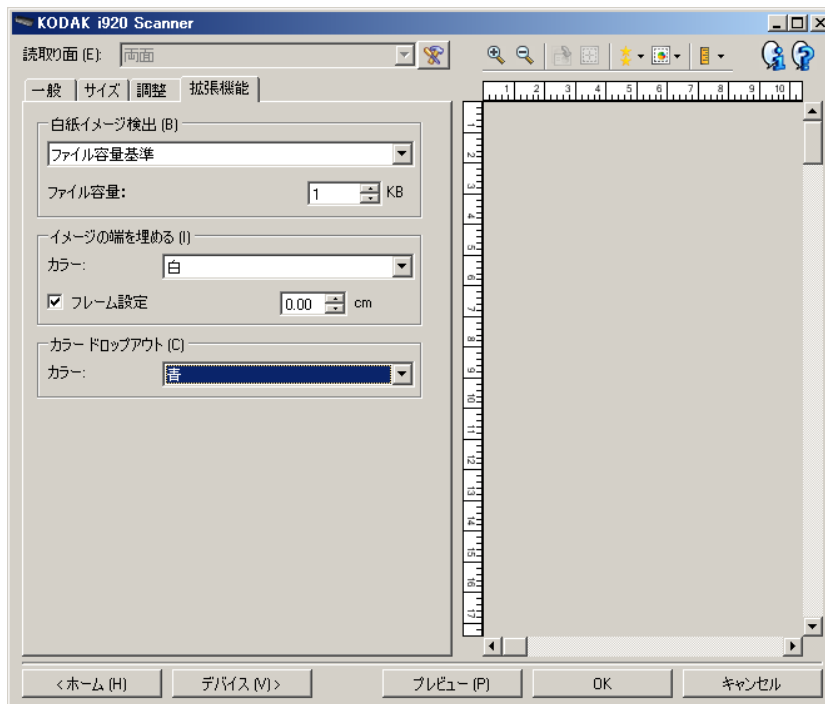 KODAK i920 Scanner
読取り面 (E): 両面
一般 サイズ 調整 拡張機能
白紙イメージ検出 (B)
ファイル容量基準
ファイル容量: 1 KB
イメージの端を埋める (I)
カラー: 白
フレーム設定 0.00 cm
カラー ドロップアウト (C)
カラー: 青
1 2 3 4 5 6 7 8 9 10
1
2
3
4
5
6
7
8
9
10
11
12
13
14
15
16
17
<ホーム (H) デバイス (V)> プレビュー (P) OK キャンセル